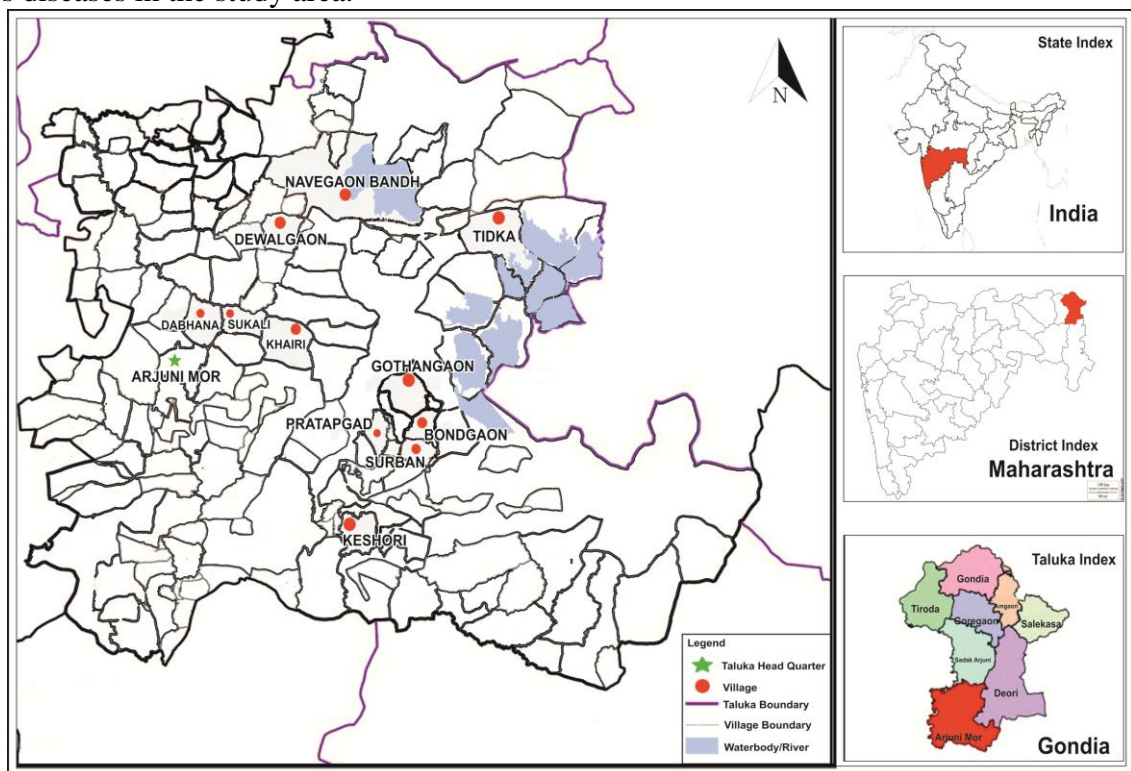 s diseases in the study area.
N
NAVEGAON BANDH
DEWALGAON
TIDKA
DABHANA
SUKALI
KHAIRI
ARJUNI MOR
GOTHANGAON
PRATAPGAD
BONDGAON
SURBAN
KESHORI
Legend
Taluka Head Quarter
Village
Taluka Boundary
Village Boundary
Waterbody/River
State Index
India
District Index
Maharashtra
Taluka Index
Gondia
Tiroda
Amgaon
Goregaon
Salekasa
Sadak Arjuni
Deori
Arjuni Mor
Gondia